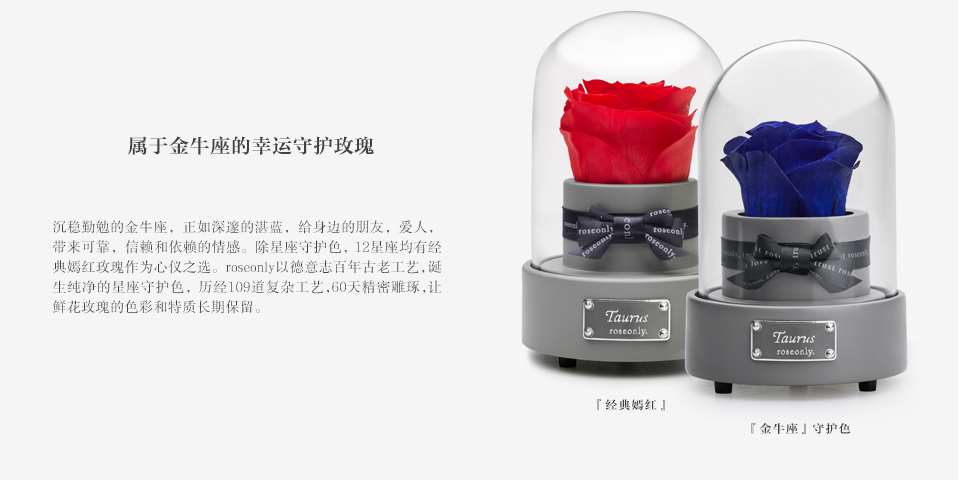 属于金牛座的幸运守护玫瑰
沉稳勤勉的金牛座，正如深邃的湛蓝，给身边的朋友，爱人，
带来可靠，信赖和依赖的情感。除星座守护色，12星座均有经
典嫣红玫瑰作为心仪之选。roseonly以德意志百年古老工艺,诞
生纯净的星座守护色，历经109道复杂工艺,60天精密雕琢,让
鲜花玫瑰的色彩和特质长期保留。
Taurus
roseonly.
Taurus
roseonly.
『经典嫣红』
『金牛座』守护色